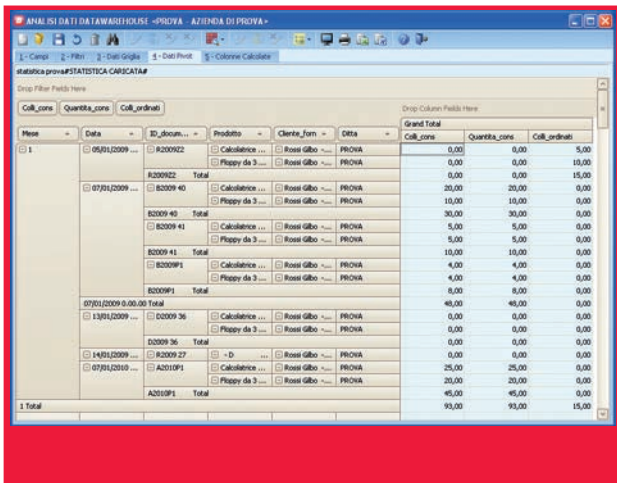 ANALISI DATI DATAWAREHOUSE <PROVA - AZIENDA DI PROVA>
1 - Campi 2 - Filtri 3 - Dati Griglia 4 - Dati Pivot 5 - Colonne Calcolate
statistica prova#STATISTICA CARICATA#
Drop Filter Fields Here
Colli_cons Quantita_cons Colli_ordinati Drop Column Fields Here
Grand Total
Mese Data ID_docum... Prodotto Cliente_forn Ditta Colli_cons Quantita_cons Colli_ordinati
1 05/01/2009 ... R200922 Calcolatrice ... Rossi Gilbo -... PROVA 0,00 0,00 5,00
Floppy da 3 .... Rossi Gilbo -... PROVA 0,00 0,00 10,00
R200922 Total 0,00 0,00 15,00
07/01/2009 ... B2009 40 Calcolatrice ... Rossi Gilbo -... PROVA 20,00 20,00 0,00
Floppy da 3 .... Rossi Gilbo -... PROVA 10,00 10,00 0,00
B2009 40 Total 30,00 30,00 0,00
B2009 41 Calcolatrice ... Rossi Gilbo -... PROVA 5,00 5,00 0,00
Floppy da 3 .... Rossi Gilbo -... PROVA 5,00 5,00 0,00
B2009 41 Total 10,00 10,00 0,00
B2009P1 Calcolatrice ... Rossi Gilbo -... PROVA 4,00 4,00 0,00
Floppy da 3 .... Rossi Gilbo -... PROVA 4,00 4,00 0,00
B2009P1 Total 8,00 8,00 0,00
07/01/2009 0.00.00 Total 48,00 48,00 0,00
13/01/2009 ... D2009 36 Calcolatrice ... Rossi Gilbo -... PROVA 0,00 0,00 0,00
Floppy da 3 .... Rossi Gilbo -... PROVA 0,00 0,00 0,00
D2009 36 Total 0,00 0,00 0,00
14/01/2009 ... R2009 27 - D ... Rossi Gilbo -... PROVA 0,00 0,00 0,00
07/01/2010 ... A2010P1 Calcolatrice ... Rossi Gilbo -... PROVA 25,00 25,00 0,00
Floppy da 3 .... Rossi Gilbo -... PROVA 20,00 20,00 0,00
A2010P1 Total 45,00 45,00 0,00
1 Total 93,00 93,00 15,00